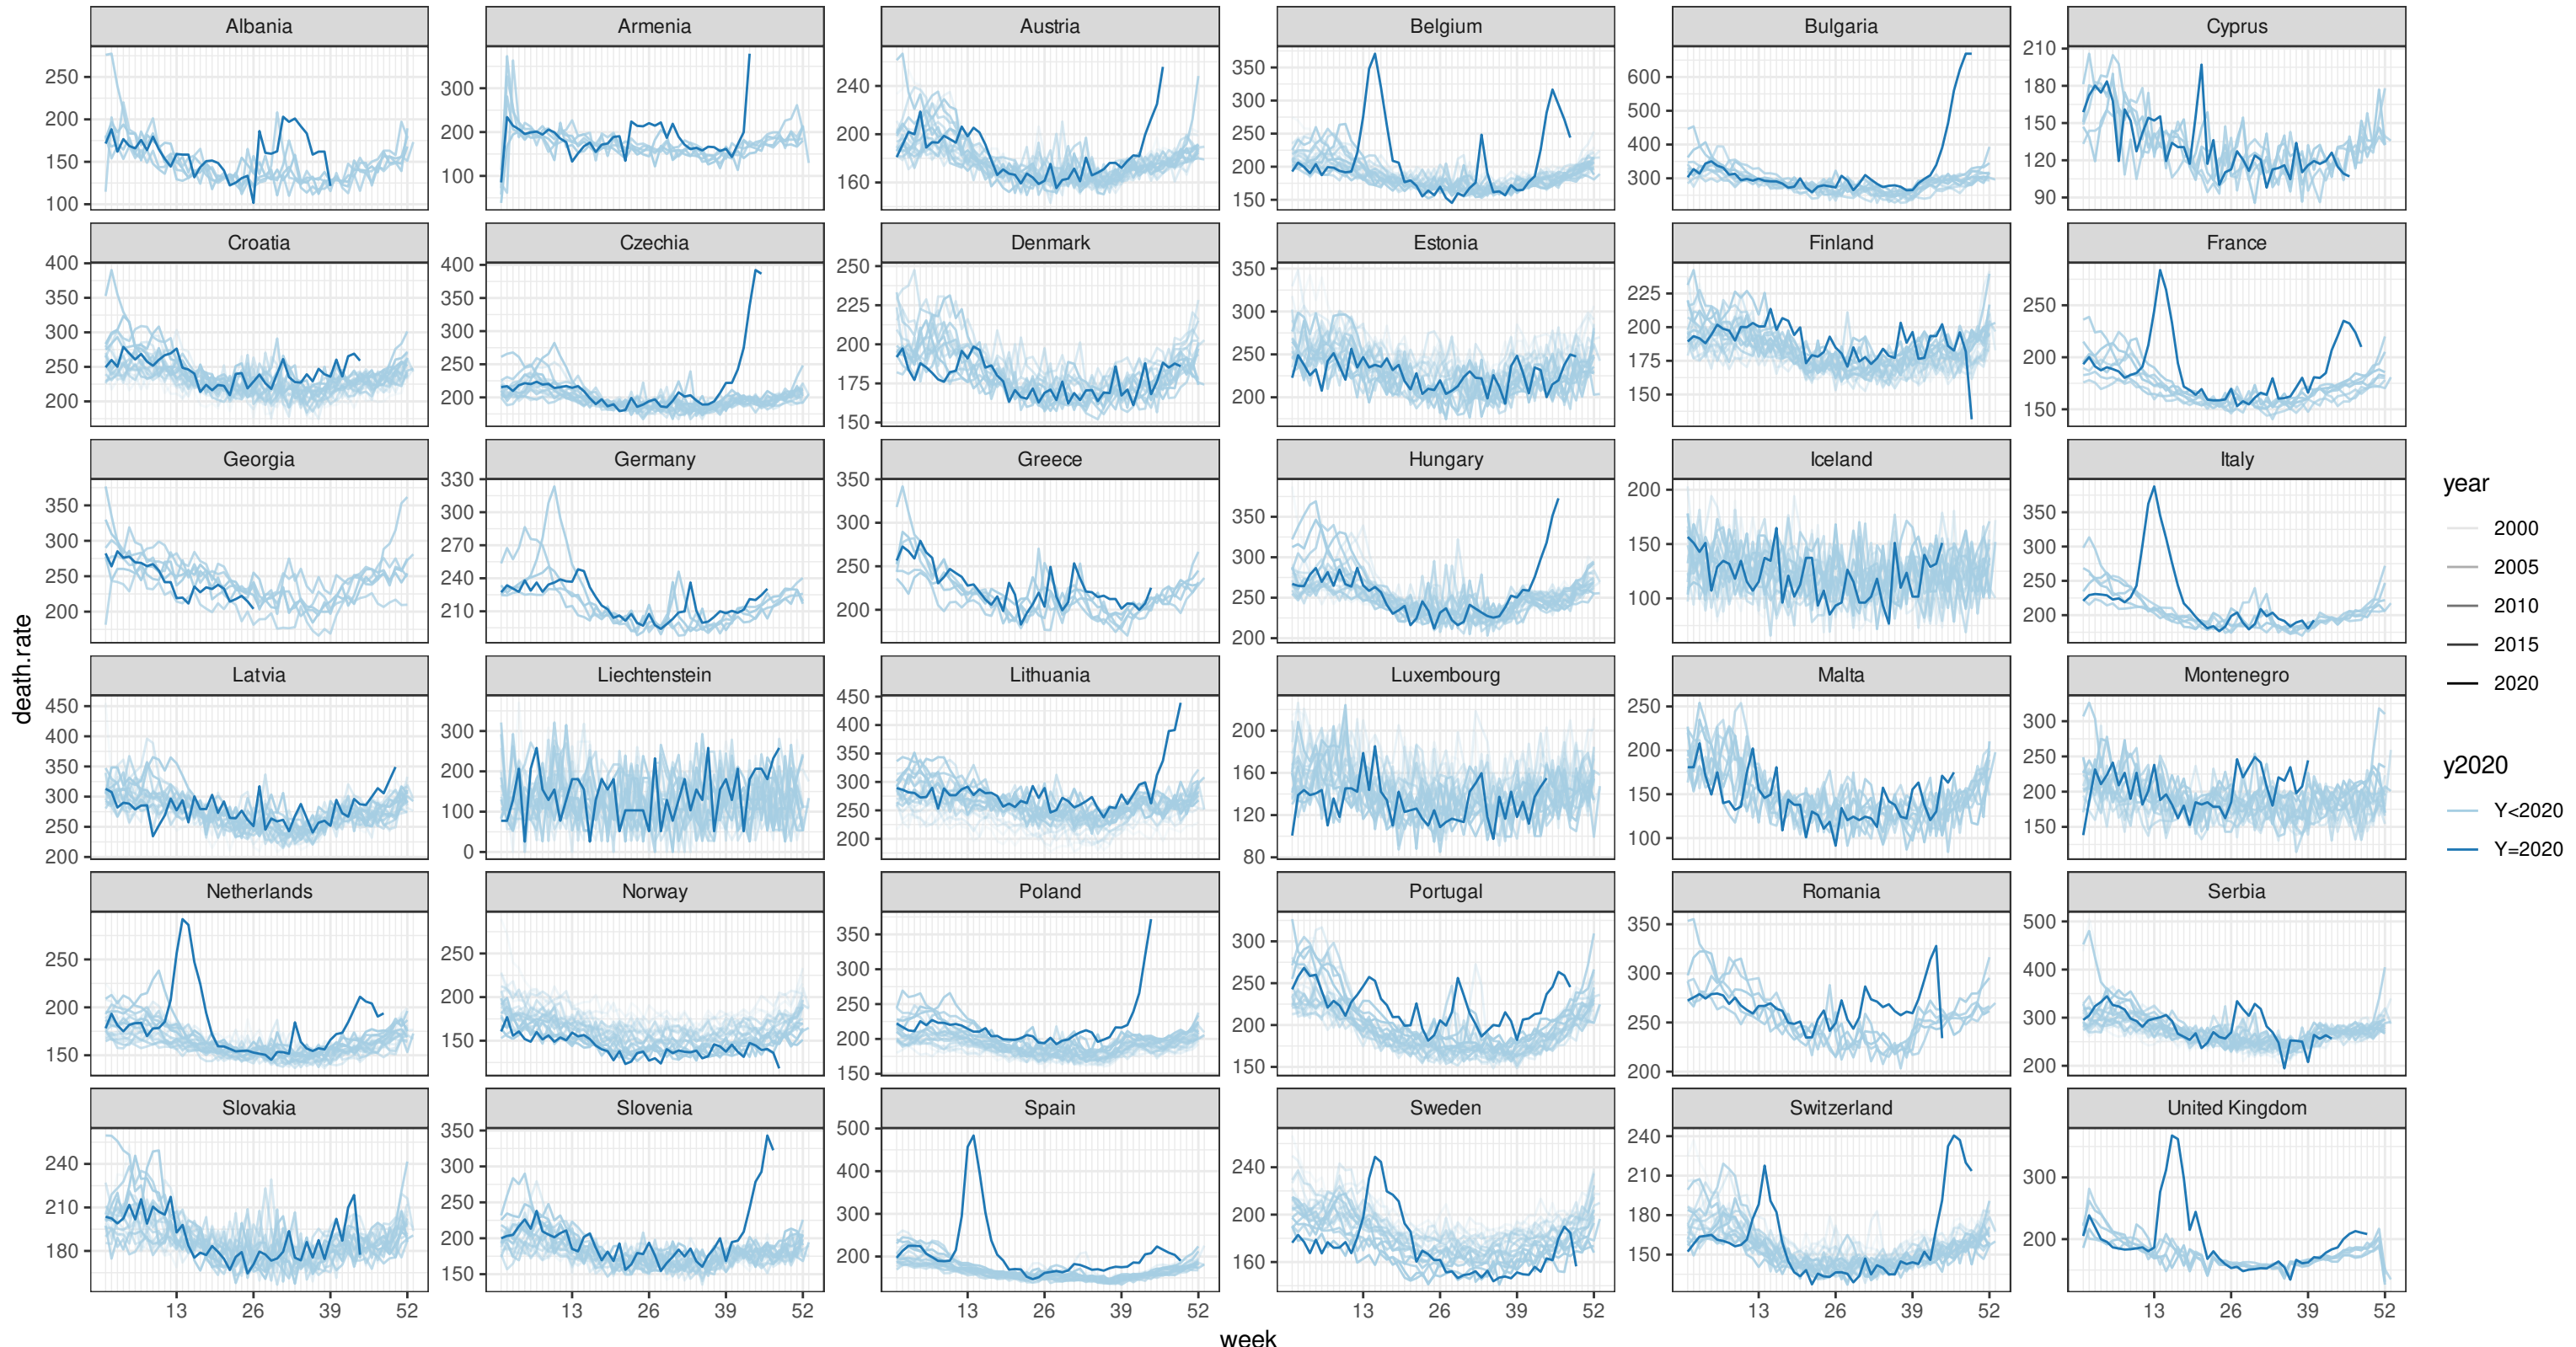 Albania Armenia Austria Belgium Bulgaria Cyprus
250 200 150 100
300 200 100
240 200 160
350 300 250 200 150
600 500 400 300
210 180 150 120 90
Croatia Czechia Denmark Estonia Finland France
400 350 300 250 200
400 350 300 250 200
250 225 200 175 150
350 300 250 200
225 200 175 150
250 200 150
Georgia Germany Greece Hungary Iceland Italy
350 300 250 200
330 300 270 240 210
350 300 250 200
350 300 250 200
200 150 100
350 300 250 200
Latvia Liechtenstein Lithuania Luxembourg Malta Montenegro
450 400 350 300 250 200
300 200 100 0
450 400 350 300 250 200
200 160 120 80
250 200 150 100
300 250 200 150
Netherlands Norway Poland Portugal Romania Serbia
250 200 150
250 200 150
350 300 250 200 150
300 250 200 150
350 300 250 200
500 400 300 200
Slovakia Slovenia Spain Sweden Switzerland United Kingdom
240 210 180
350 300 250 200 150
500 400 300 200
240 200 160
240 210 180 150
300 200
13 26 39 52 13 26 39 52 13 26 39 52 13 26 39 52 13 26 39 52 13 26 39 52
week
death.rate
year
2000
2005
2010
2015
2020
y2020
Y<2020
Y=2020